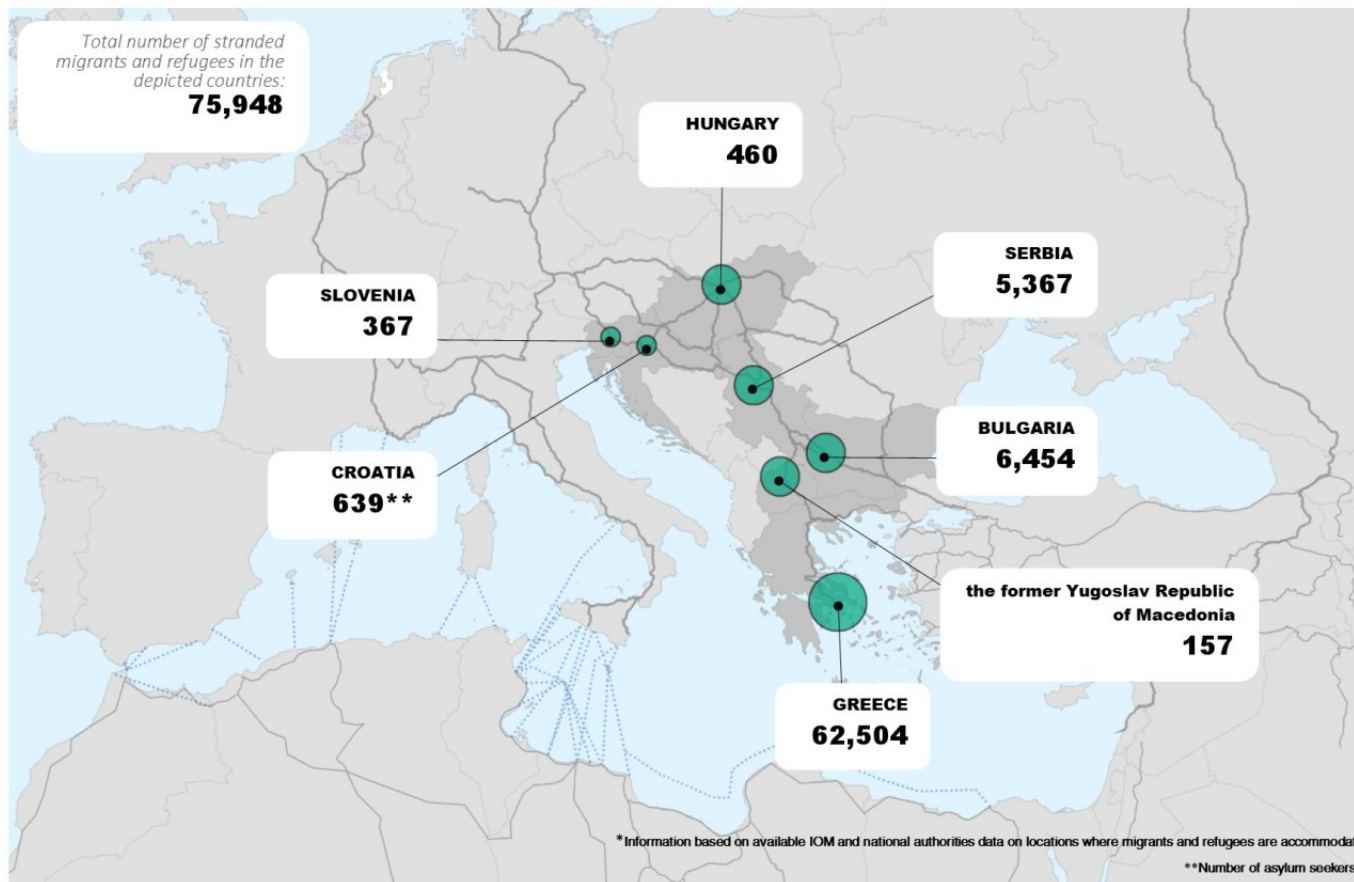 Total number of stranded
migrants and refugees in the
depicted countries:
75,948
HUNGARY
460
SERBIA
5,367
SLOVENIA
367
BULGARIA
6,454
CROATIA
639**
the former Yugoslav Republic
of Macedonia
157
GREECE
62,504
*Information based on available IOM and national authorities data on locations where migrants and refugees are
**Number of asylum seekers